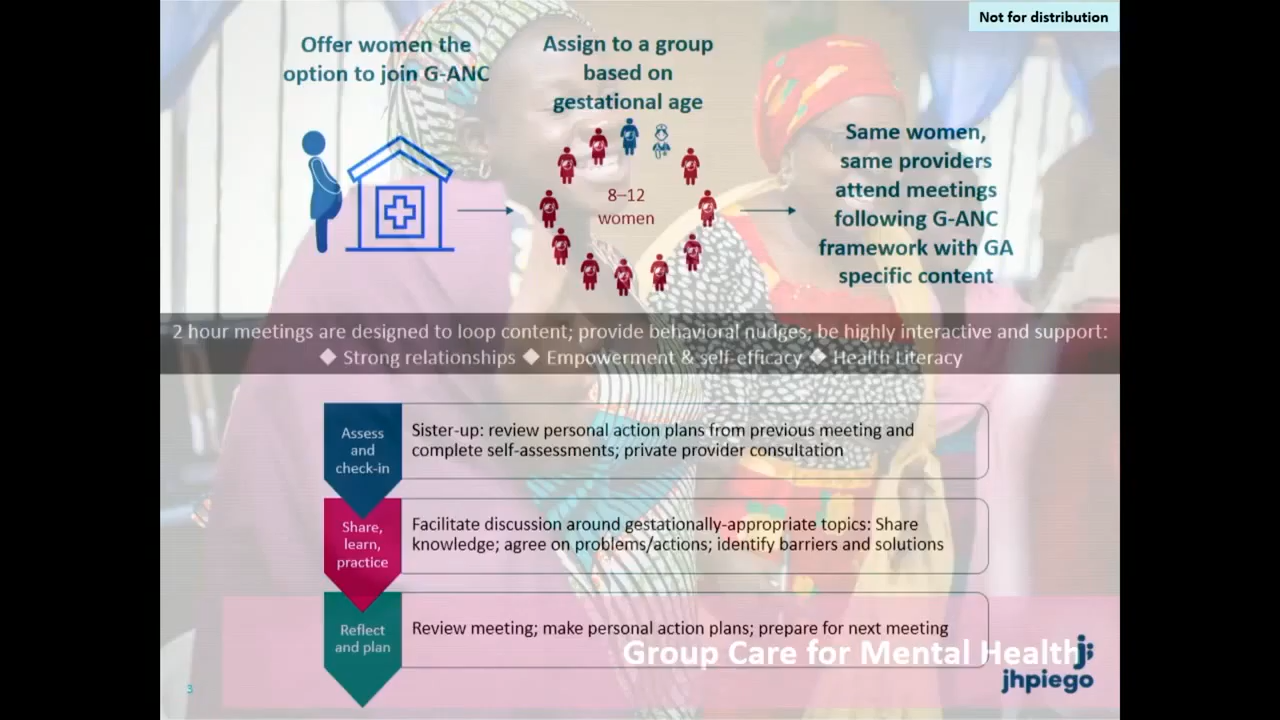 Not for distribution
Offer women the
option to join G-ANC
Assign to a group
based on
gestational age
8–12
women
Same women,
same providers
attend meetings
following G-ANC
framework with GA
specific content
2 hour meetings are designed to loop content; provide behavioral nudges; be highly interactive and support:
◆ Strong relationships ◆ Empowerment & self-efficacy ◆ Health Literacy
Assess
and
check-in
Sister-up: review personal action plans from previous meeting and
complete self-assessments; private provider consultation
Share,
learn,
practice
Facilitate discussion around gestationally-appropriate topics: Share
knowledge; agree on problems/actions; identify barriers and solutions
Reflect
and plan
Review meeting; make personal action plans; prepare for next meeting
Group Care for Mental Health
jhpiego
3